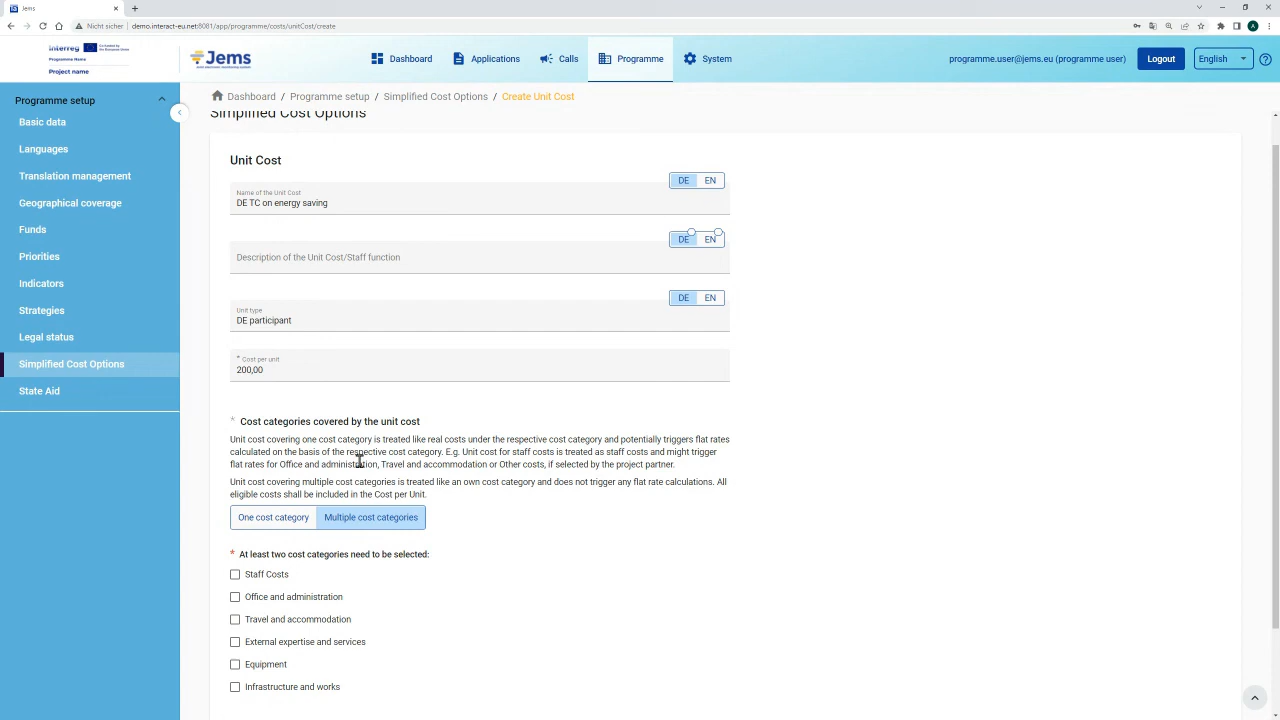 Jems
Nicht sicher | demo.interact-eu.net:8081/app/programme/costs/unitCost/create
A
Interreg
Co-funded by
the European Union
Programme Name
Project name
Jems
Dashboard
Applications
Calls
Programme
System
programme.user@jems.eu (programme user)
Logout
English
Programme setup
Basic data
Languages
Translation management
Geographical coverage
Funds
Priorities
Indicators
Strategies
Legal status
Simplified Cost Options
State Aid
Dashboard / Programme setup / Simplified Cost Options / Create Unit Cost
Simplified Cost Options
Unit Cost
DE EN
Name of the Unit Cost
DE TC on energy saving
DE EN
Description of the Unit Cost/Staff function
DE EN
Unit type
DE participant
* Cost per unit
200,00
* Cost categories covered by the unit cost
Unit cost covering one cost category is treated like real costs under the respective cost category and potentially triggers flat rates
calculated on the basis of the respective cost category. E.g. Unit cost for staff costs is treated as staff costs and might trigger
flat rates for Office and administration, Travel and accommodation or Other costs, if selected by the project partner.
Unit cost covering multiple cost categories is treated like an own cost category and does not trigger any flat rate calculations. All
eligible costs shall be included in the Cost per Unit.
One cost category
Multiple cost categories
* At least two cost categories need to be selected:
Staff Costs
Office and administration
Travel and accommodation
External expertise and services
Equipment
Infrastructure and works